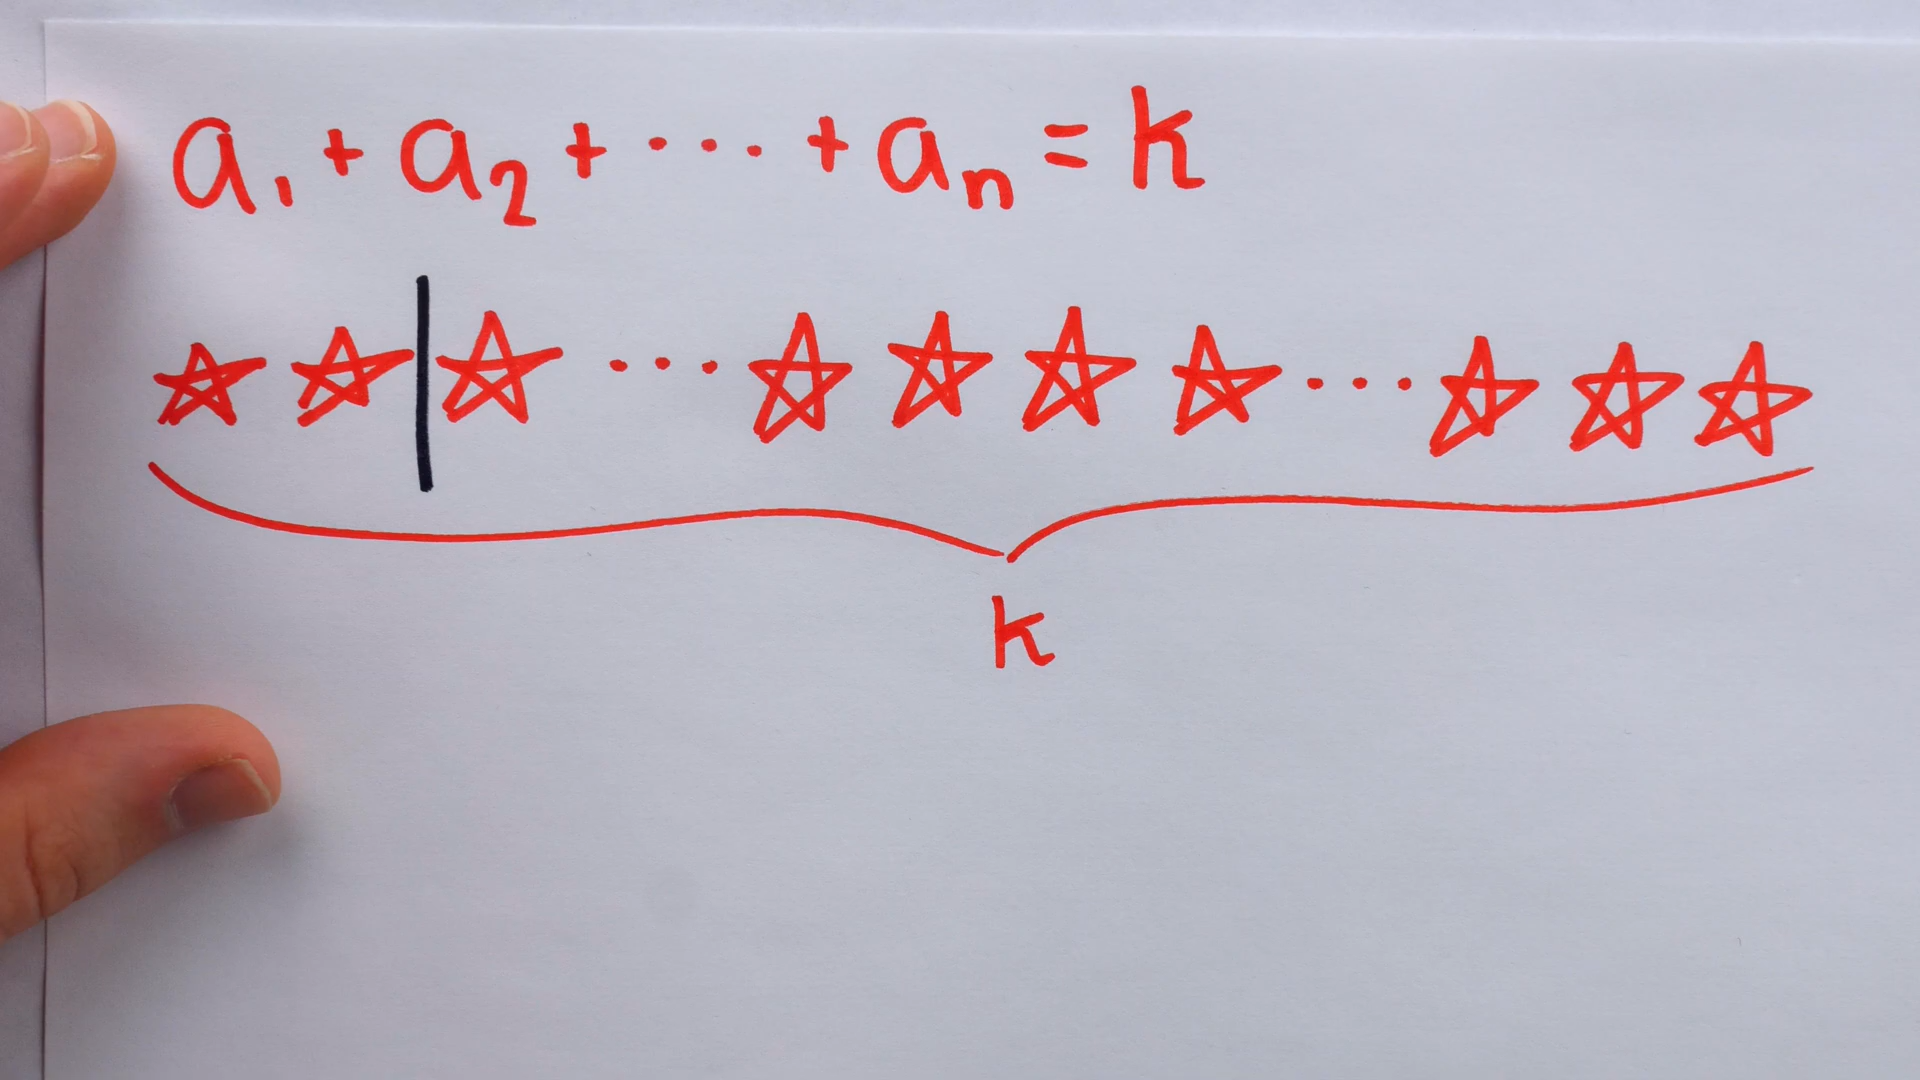 a₁ + a₂ + ··· + aₙ = k
☆ ☆ | ☆ ··· ☆ ☆ ☆ ☆ ··· ☆ ☆ ☆
k